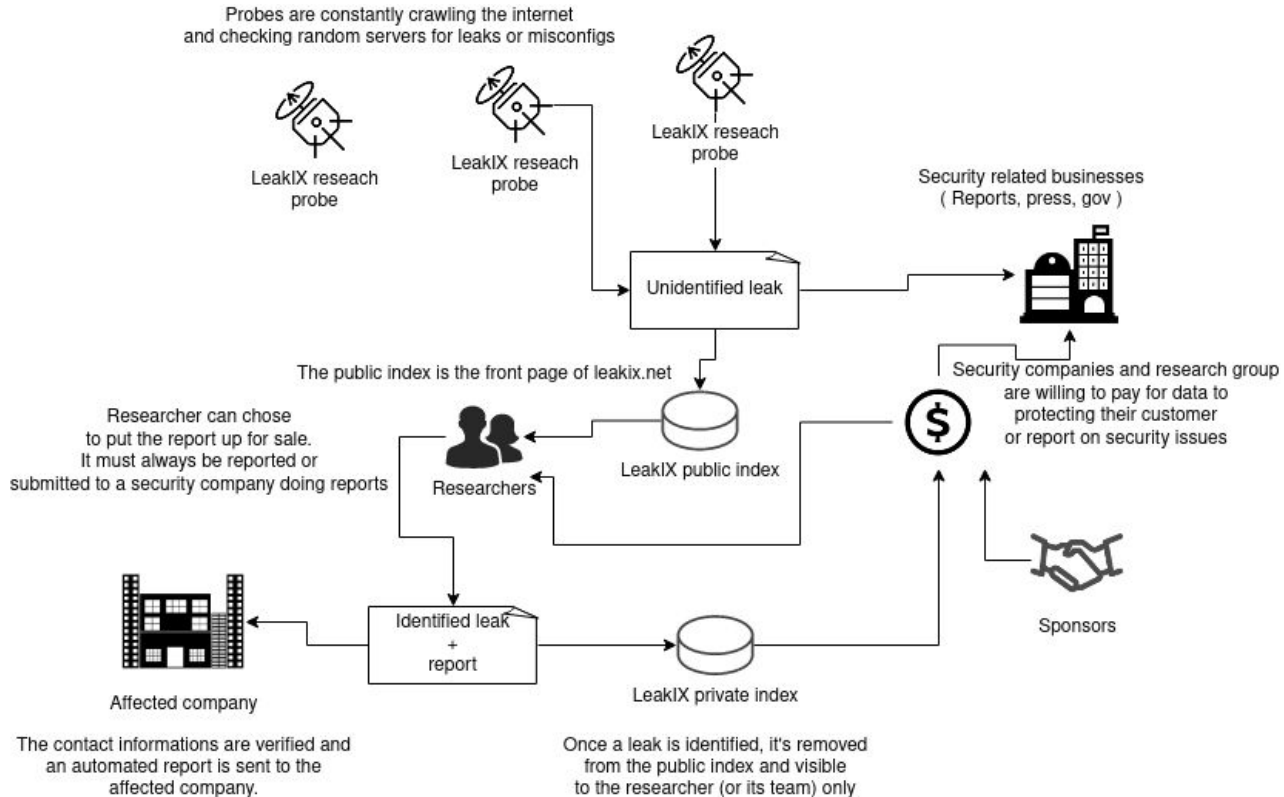 Probes are constantly crawling the internet
and checking random servers for leaks or misconfigs
LeakIX reseach
probe
LeakIX reseach
probe
LeakIX reseach
probe
Security related businesses
( Reports, press, gov )
Unidentified leak
The public index is the front page of leakix.net
Security companies and research group
are willing to pay for data to
protecting their customer
or report on security issues
$
Researcher can chose
to put the report up for sale.
It must always be reported or
submitted to a security company doing reports
LeakIX public index
Researchers
Identified leak
+
report
Sponsors
LeakIX private index
Affected company
The contact informations are verified and
an automated report is sent to the
affected company.
Once a leak is identified, it's removed
from the public index and visible
to the researcher (or its team) only